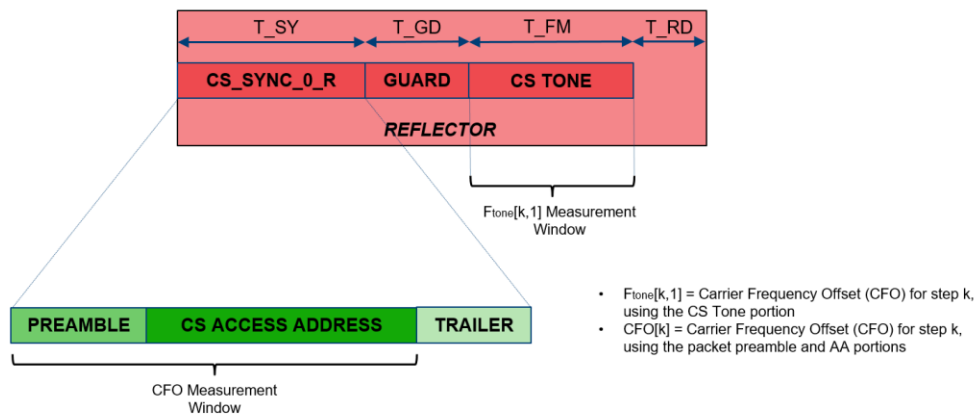 T_SY T_GD T_FM T_RD
CS_SYNC_0_R GUARD CS TONE
REFLECTOR
Ftone[k,1] Measurement
Window
PREAMBLE CS ACCESS ADDRESS TRAILER
CFO Measurement
Window
• Ftone[k,1] = Carrier Frequency Offset (CFO) for step k,
using the CS Tone portion
• CFO[k] = Carrier Frequency Offset (CFO) for step k,
using the packet preamble and AA portions